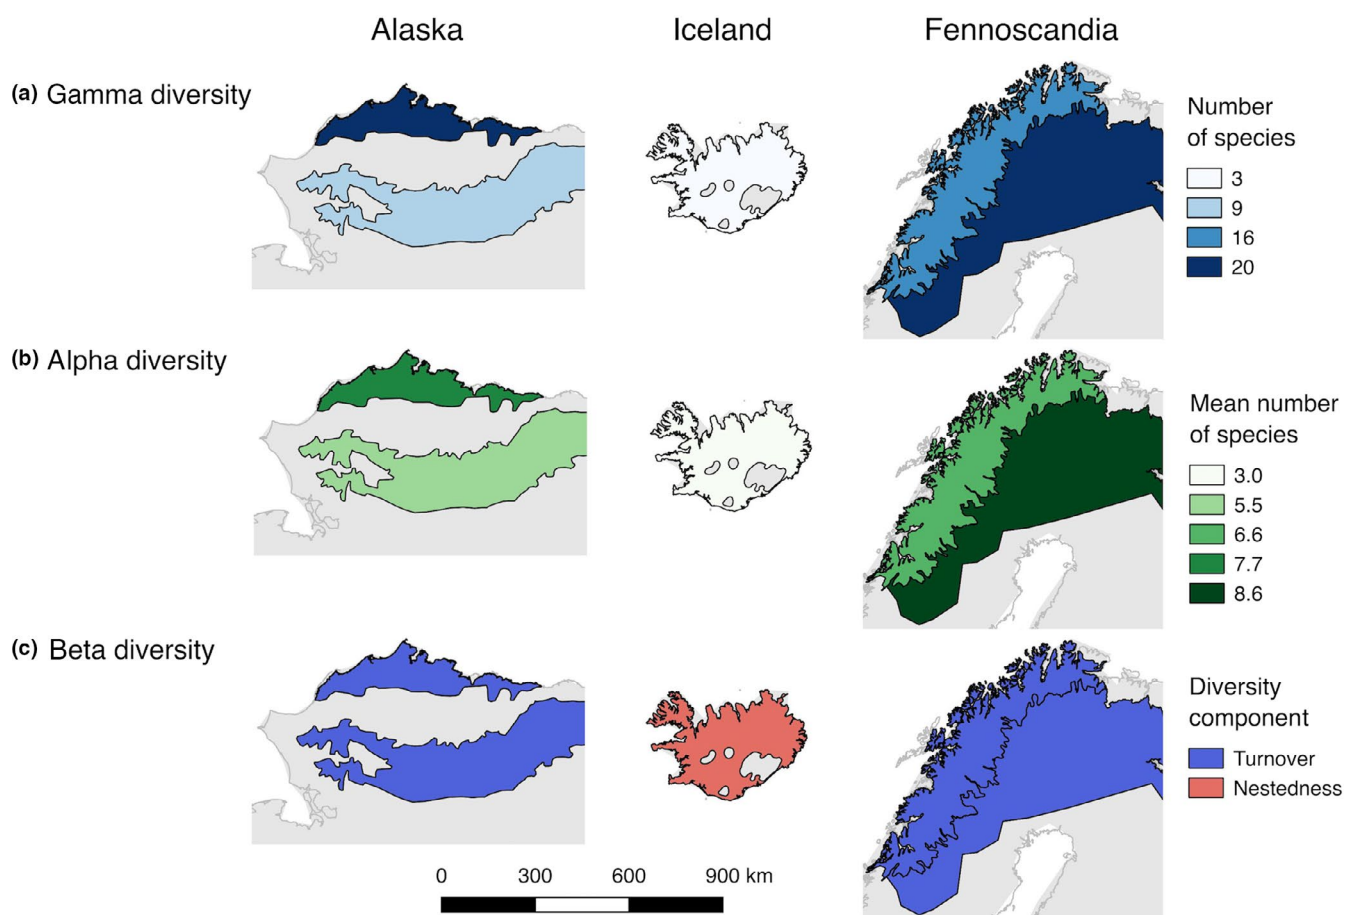 Alaska Iceland Fennoscandia
(a) Gamma diversity
Number
of species
3
9
16
20
(b) Alpha diversity
Mean number
of species
3.0
5.5
6.6
7.7
8.6
(c) Beta diversity
Diversity
component
Turnover
Nestedness
0 300 600 900 km